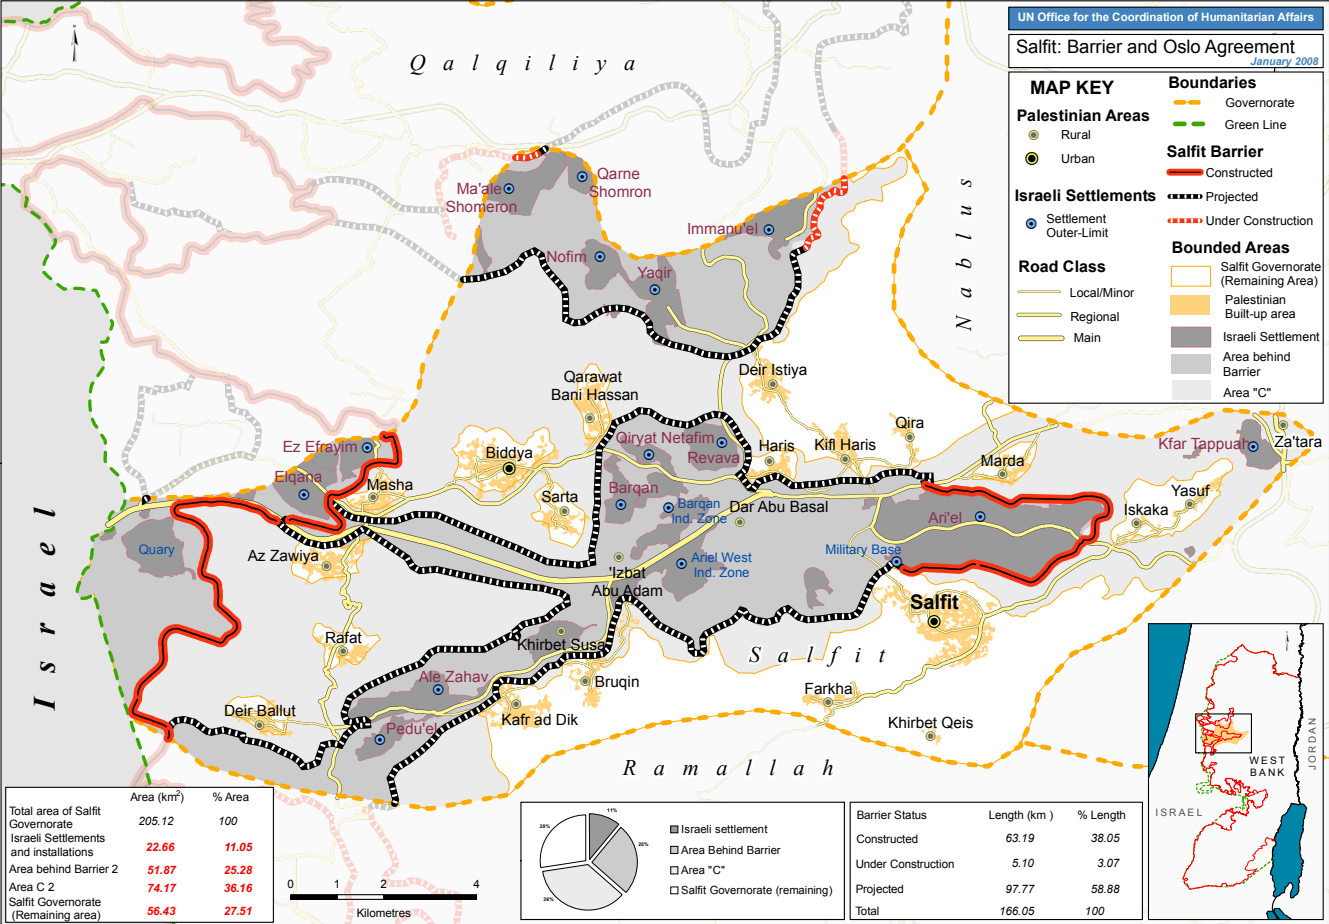 UN Office for the Coordination of Humanitarian Affairs
Salfit: Barrier and Oslo Agreement
January 2008
MAP KEY
Palestinian Areas
Rural
Urban
Israeli Settlements
Settlement
Outer-Limit
Road Class
Local/Minor
Regional
Main
Boundaries
Governorate
Green Line
Salfit Barrier
Constructed
Projected
Under Construction
Bounded Areas
Salfit Governorate
(Remaining Area)
Palestinian
Built-up area
Israeli Settlement
Area behind
Barrier
Area "C"
N
Qalqiliya
Nablus
Israel
Salfit
Ramallah
Ma'ale
Shomeron
Qarne
Shomron
Immanu'el
Nofim
Yaqir
Deir Istiya
Qarawat
Bani Hassan
Qira
Kfar Tappuah
Za'tara
Ez Efrayim
Qiryat Netafim
Revava
Haris
Kifl Haris
Biddya
Marda
Elqana
Masha
Sarta
Barqan
Barqan
Ind. Zone
Dar Abu Basal
Ari'el
Yasuf
Iskaka
Quary
Az Zawiya
Ariel West
Ind. Zone
Military Base
'Izbat
Abu Adam
Salfit
Rafat
Khirbet Susa
Ale Zahav
Bruqin
Farkha
Deir Ballut
Kafr ad Dik
Khirbet Qeis
Pedu'el
WEST
BANK
JORDAN
ISRAEL
Area (km2) % Area
Total area of Salfit
Governorate 205.12 100
Israeli Settlements
and installations 22.66 11.05
Area behind Barrier 2 51.87 25.28
Area C 2 74.17 36.16
Salfit Governorate
(Remaining area) 56.43 27.51
0 1 2 4
Kilometres
11%
28%
25%
36%
Israeli settlement
Area Behind Barrier
Area "C"
Salfit Governorate (remaining)
Barrier Status Length (km ) % Length
Constructed 63.19 38.05
Under Construction 5.10 3.07
Projected 97.77 58.88
Total 166.05 100